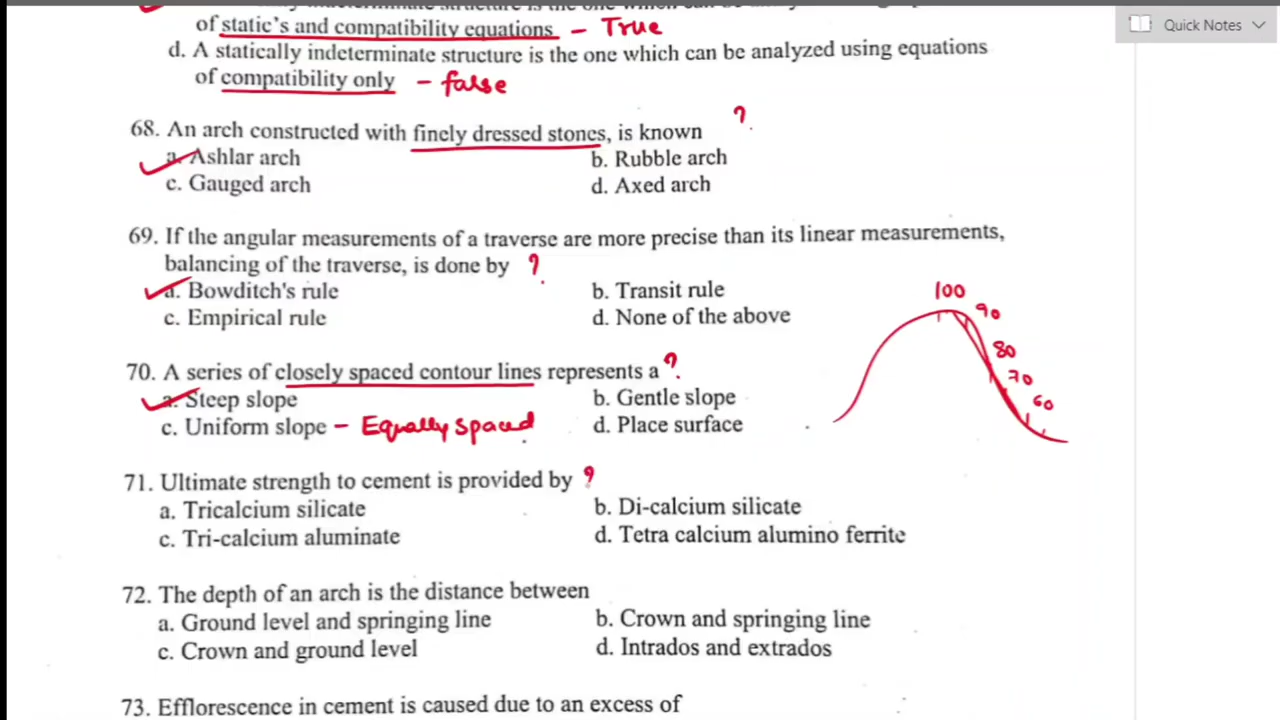 Quick Notes
of static's and compatibility equations – True
d. A statically indeterminate structure is the one which can be analyzed using equations
of compatibility only – false
68. An arch constructed with finely dressed stones, is known ?
a. Ashlar arch b. Rubble arch
c. Gauged arch d. Axed arch
69. If the angular measurements of a traverse are more precise than its linear measurements,
balancing of the traverse, is done by ?
a. Bowditch's rule b. Transit rule
c. Empirical rule d. None of the above
100
90
80
70
60
70. A series of closely spaced contour lines represents a ?
a. Steep slope b. Gentle slope
c. Uniform slope – Equally spaced d. Place surface
71. Ultimate strength to cement is provided by ?
a. Tricalcium silicate b. Di-calcium silicate
c. Tri-calcium aluminate d. Tetra calcium alumino ferrite
72. The depth of an arch is the distance between
a. Ground level and springing line b. Crown and springing line
c. Crown and ground level d. Intrados and extrados
73. Efflorescence in cement is caused due to an excess of